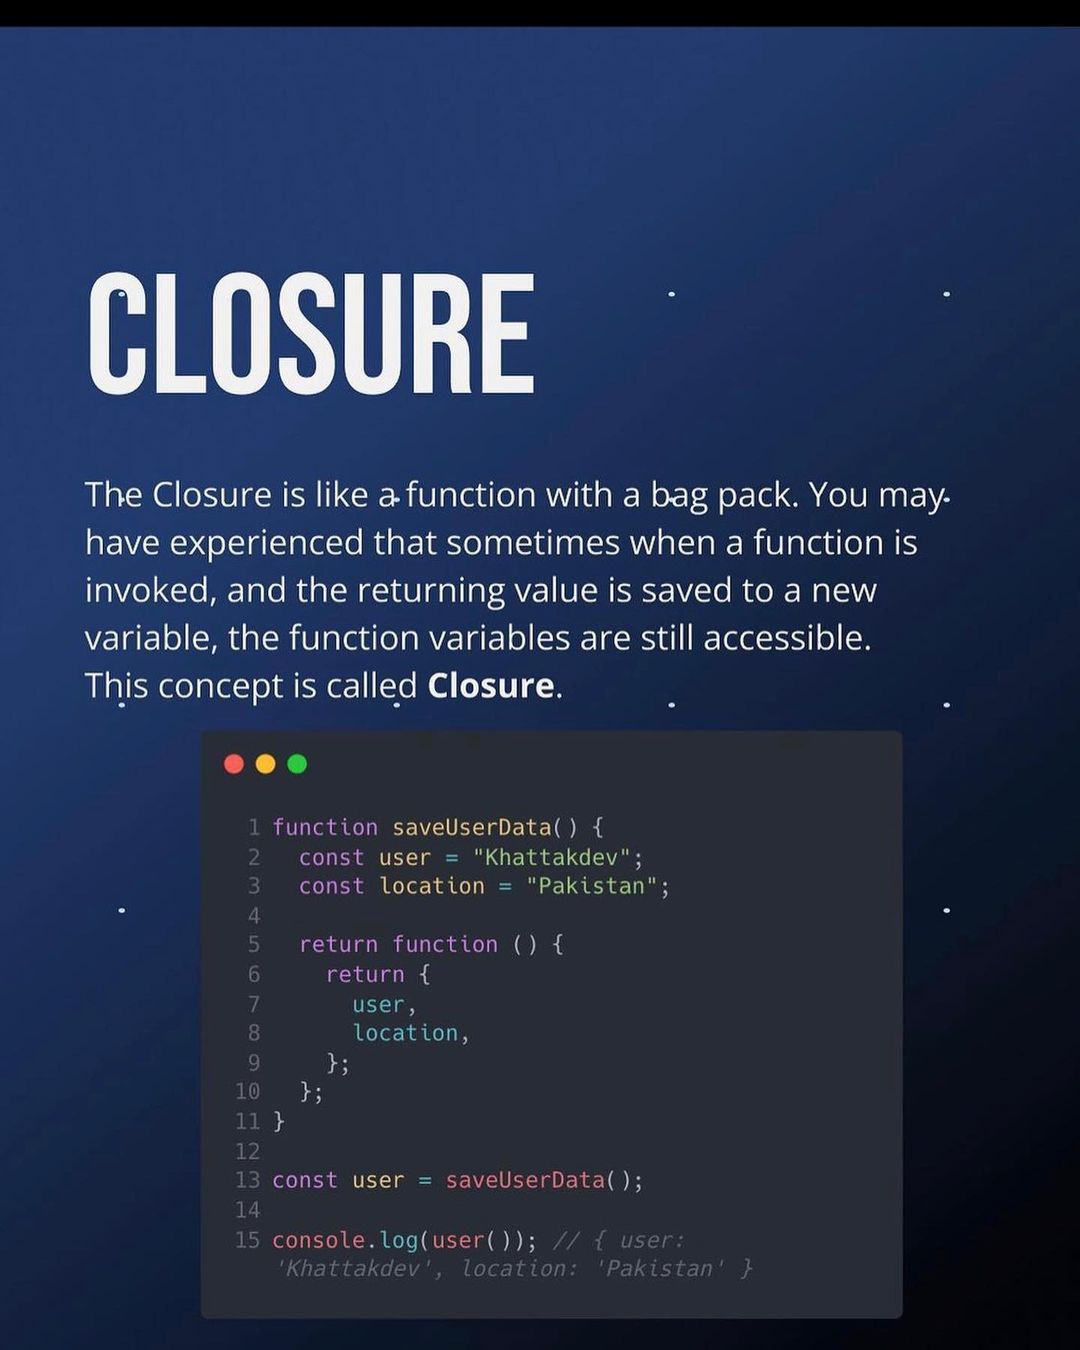 CLOSURE
The Closure is like a function with a bag pack. You may
have experienced that sometimes when a function is
invoked, and the returning value is saved to a new
variable, the function variables are still accessible.
This concept is called Closure.
1 function saveUserData() {
2   const user = "Khattakdev";
3   const location = "Pakistan";
4
5   return function () {
6     return {
7       user,
8       location,
9     };
10   };
11 }
12
13 const user = saveUserData();
14
15 console.log(user()); // { user:
'Khattakdev', location: 'Pakistan' }